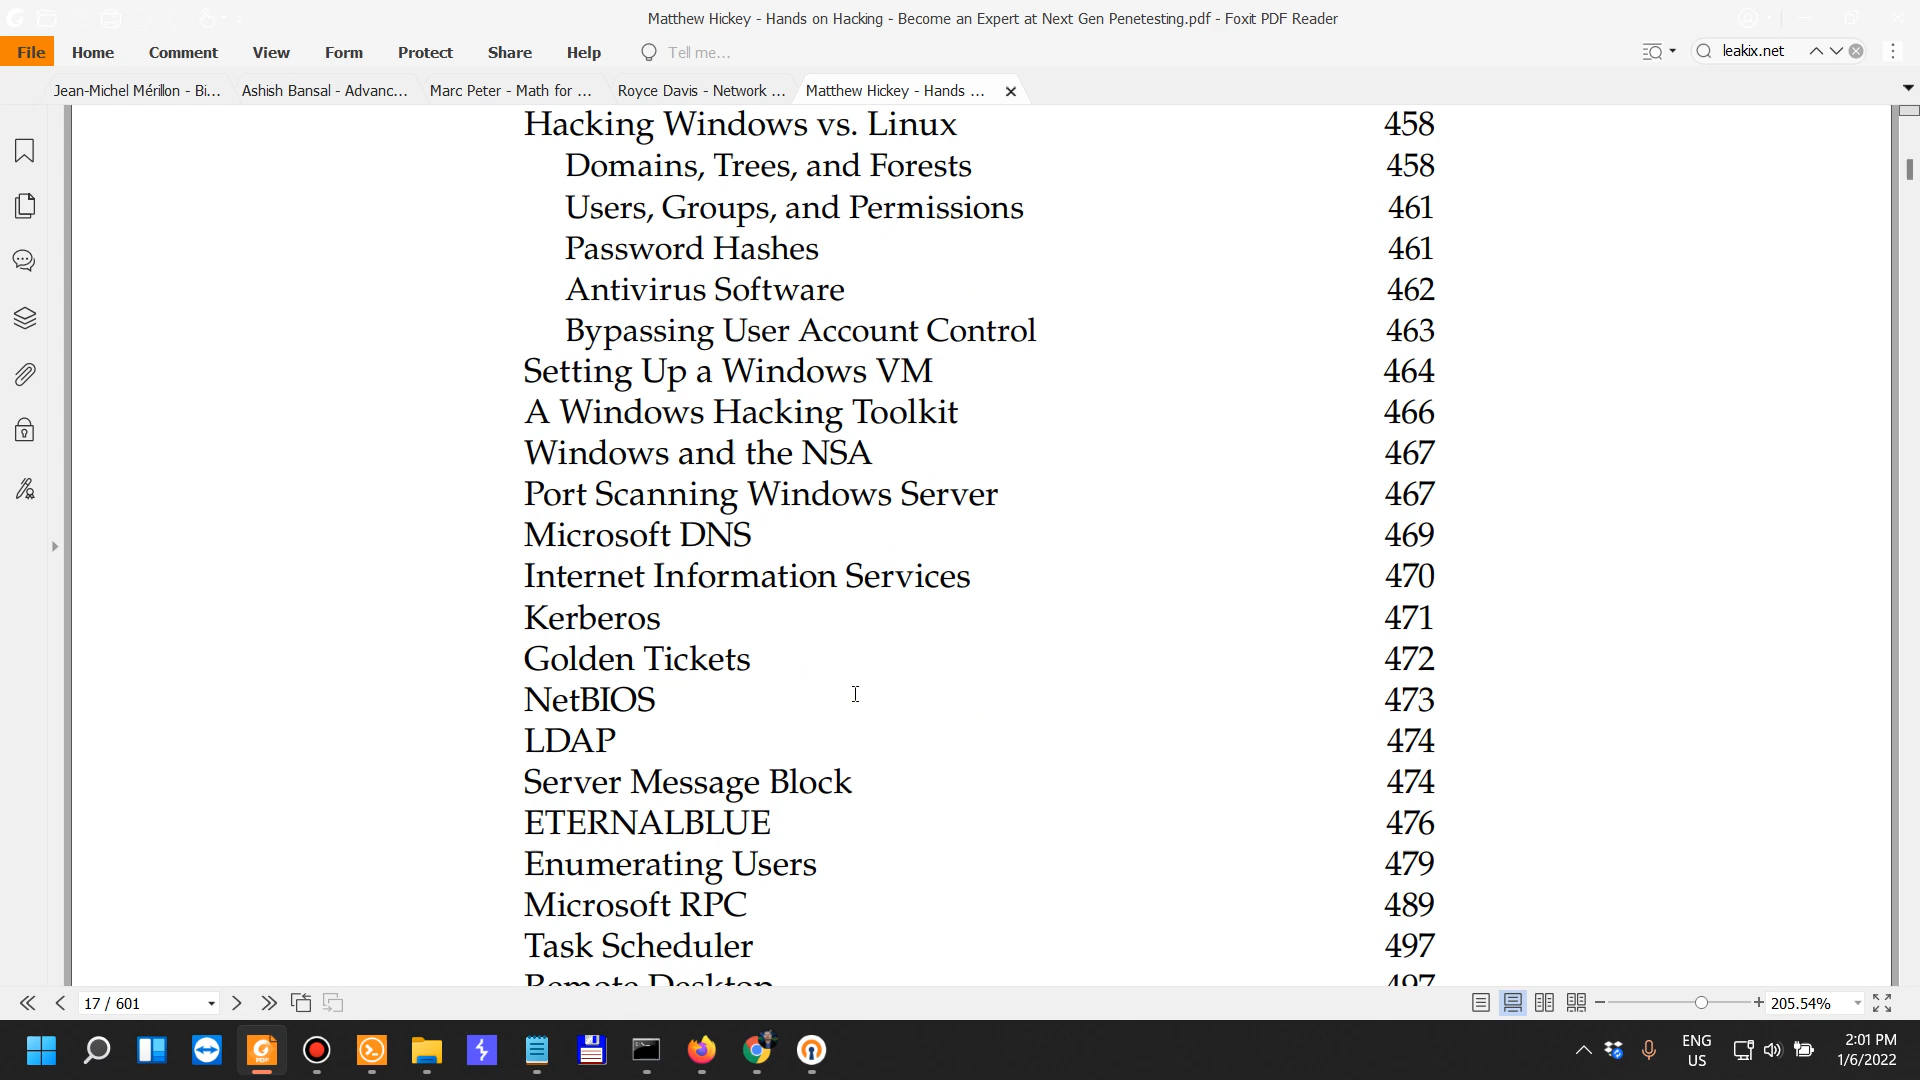 Matthew Hickey - Hands on Hacking - Become an Expert at Next Gen Penetesting.pdf - Foxit PDF Reader
File Home Comment View Form Protect Share Help Tell me... leakix.net
Jean-Michel Mérillon - Bi... Ashish Bansal - Advanc... Marc Peter - Math for ... Royce Davis - Network ... Matthew Hickey - Hands ...
Hacking Windows vs. Linux 458
Domains, Trees, and Forests 458
Users, Groups, and Permissions 461
Password Hashes 461
Antivirus Software 462
Bypassing User Account Control 463
Setting Up a Windows VM 464
A Windows Hacking Toolkit 466
Windows and the NSA 467
Port Scanning Windows Server 467
Microsoft DNS 469
Internet Information Services 470
Kerberos 471
Golden Tickets 472
NetBIOS 473
LDAP 474
Server Message Block 474
ETERNALBLUE 476
Enumerating Users 479
Microsoft RPC 489
Task Scheduler 497
Remote Desktop 497
17 / 601 205.54%
ENG
US
2:01 PM
1/6/2022